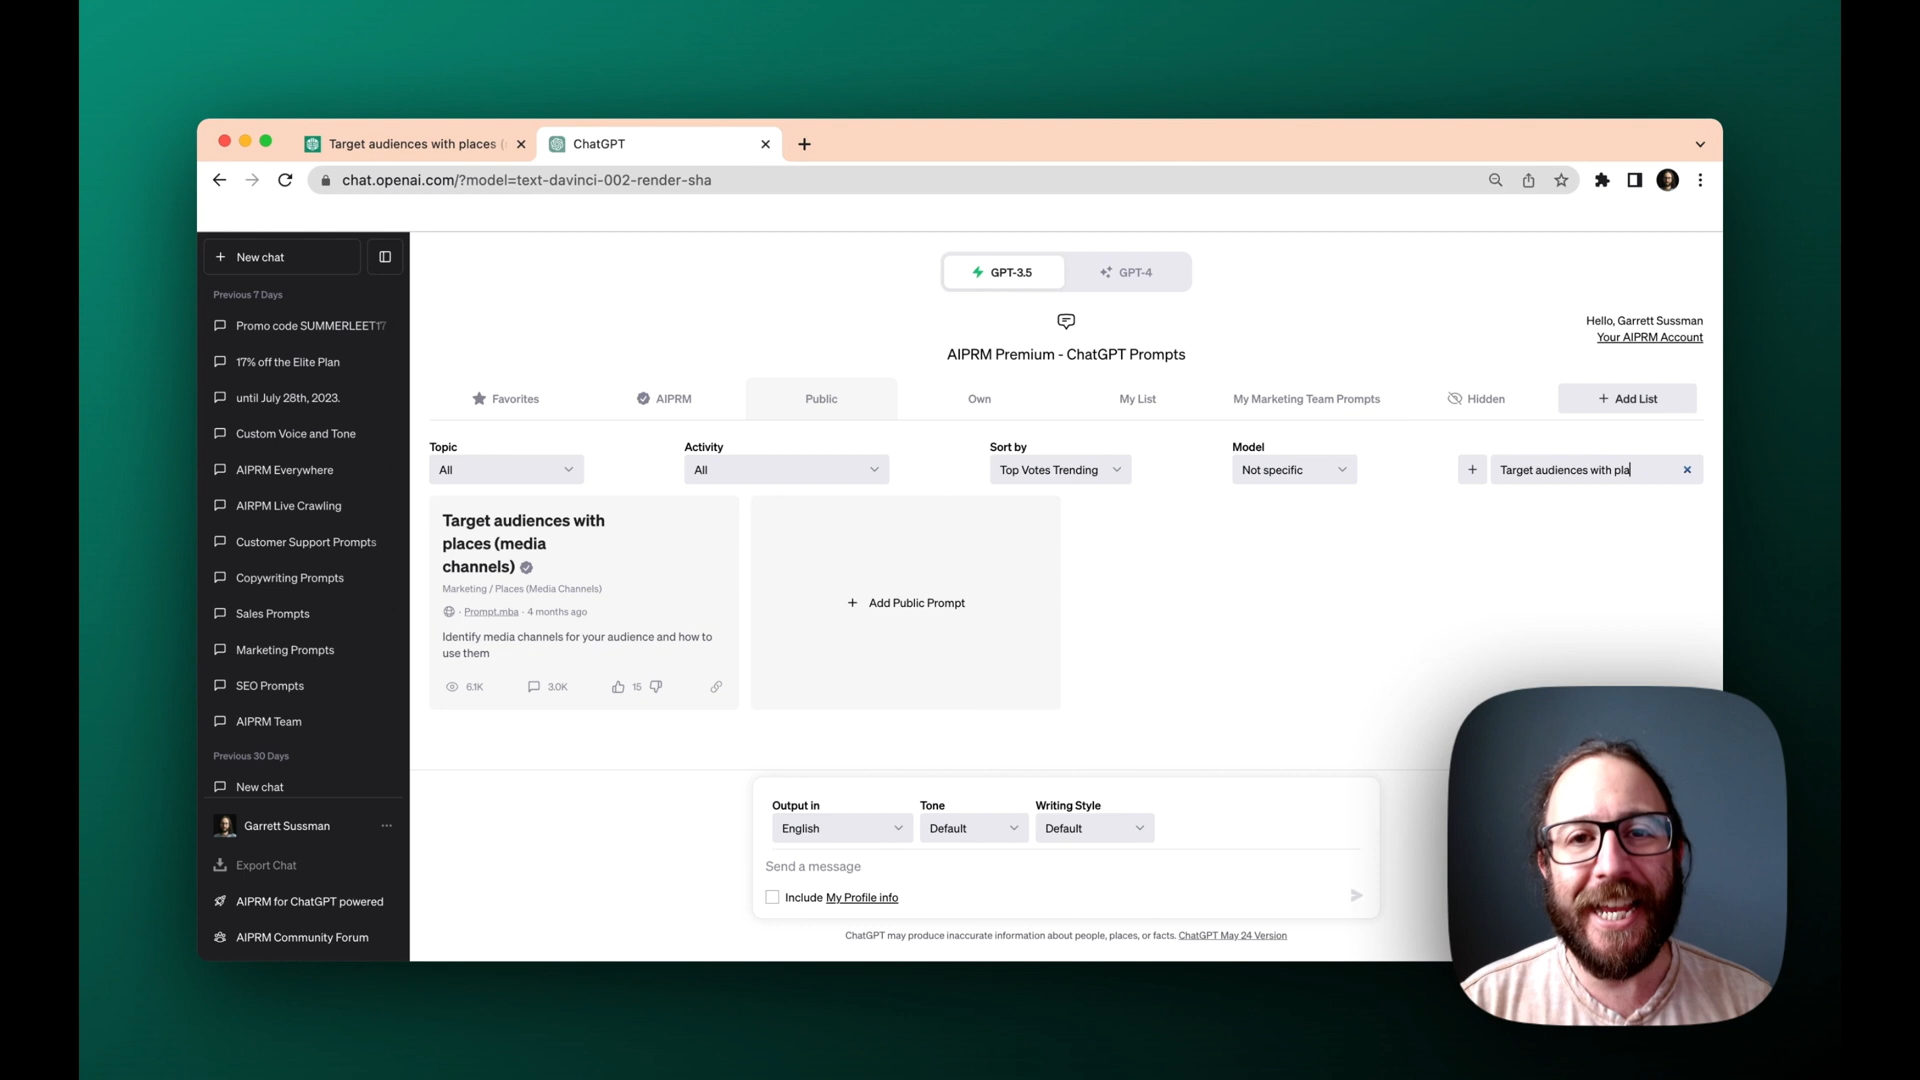 Target audiences with places (
ChatGPT
chat.openai.com/?model=text-davinci-002-render-sha
New chat
Previous 7 Days
Promo code SUMMERLEET17
17% off the Elite Plan
until July 28th, 2023.
Custom Voice and Tone
AIPRM Everywhere
AIRPM Live Crawling
Customer Support Prompts
Copywriting Prompts
Sales Prompts
Marketing Prompts
SEO Prompts
AIPRM Team
Previous 30 Days
New chat
Garrett Sussman
Export Chat
AIPRM for ChatGPT powered
AIPRM Community Forum
GPT-3.5
GPT-4
Hello, Garrett Sussman
Your AIPRM Account
AIPRM Premium - ChatGPT Prompts
Favorites
AIPRM
Public
Own
My List
My Marketing Team Prompts
Hidden
+ Add List
Topic
All
Activity
All
Sort by
Top Votes Trending
Model
Not specific
+
Target audiences with pla
Target audiences with
places (media
channels)
Marketing / Places (Media Channels)
· Prompt.mba · 4 months ago
Identify media channels for your audience and how to
use them
6.1K
3.0K
15
+ Add Public Prompt
Output in
English
Tone
Default
Writing Style
Default
Send a message
Include My Profile info
ChatGPT may produce inaccurate information about people, places, or facts. ChatGPT May 24 Version